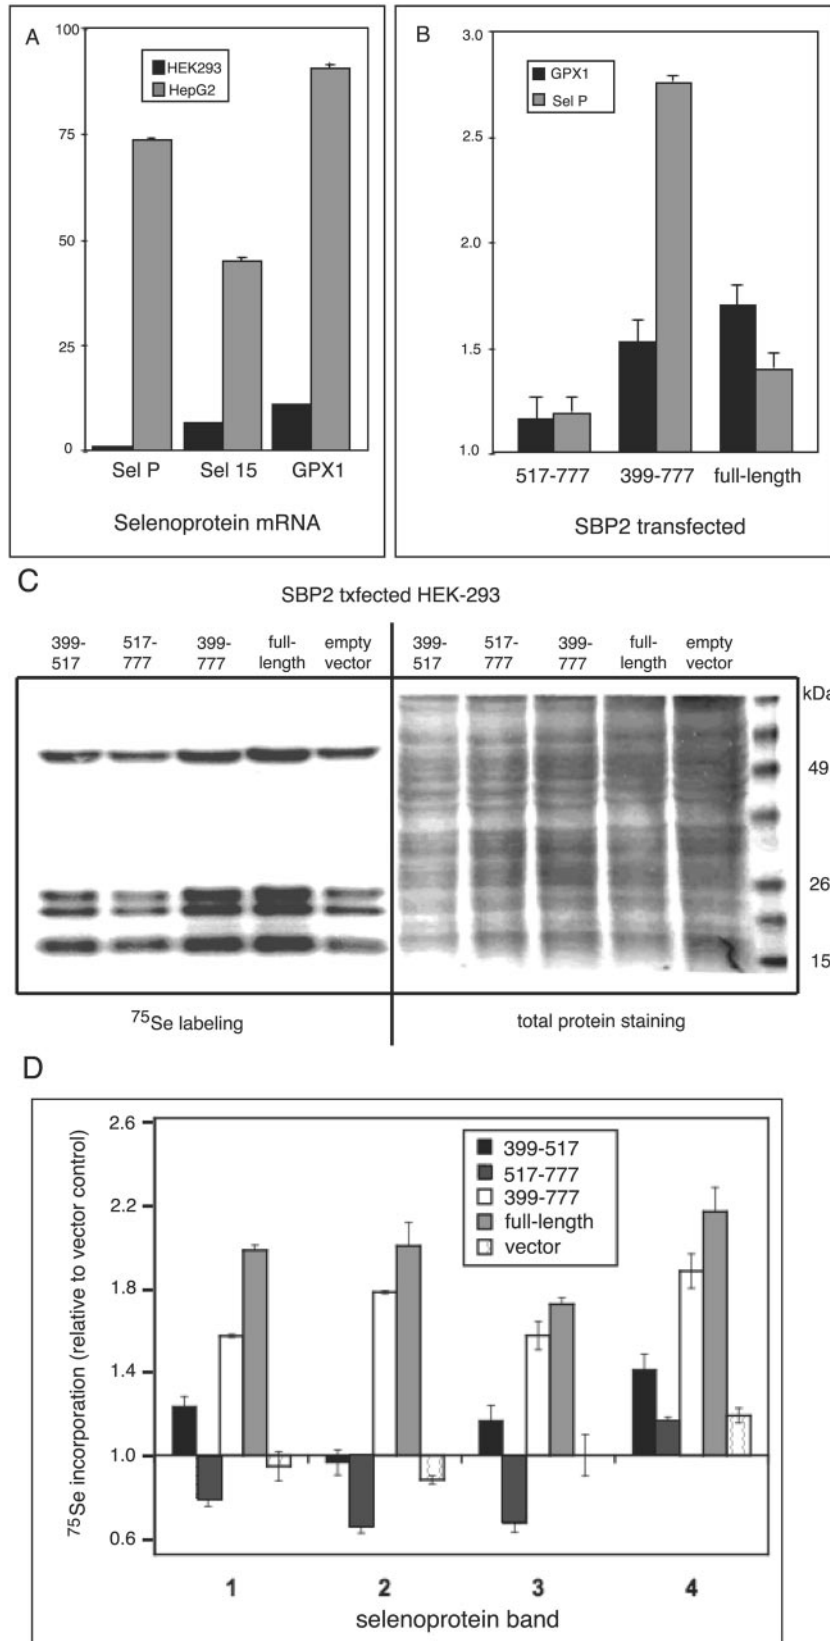 A
100
75
50
25
0
HEK293
HepG2
Sel P Sel 15 GPX1
Selenoprotein mRNA
B
3.0
2.5
2.0
1.5
1.0
GPX1
Sel P
517-777 399-777 full-length
SBP2 transfected
C
SBP2 txfected HEK-293
399- 517- 399- full- empty
517 777 777 length vector
399- 517- 399- full- empty
517 777 777 length vector
kDa
49
26
15
75Se labeling
total protein staining
D
75Se incorporation (relative to vector control)
2.6
2.2
1.8
1.4
1.0
0.6
399-517
517-777
399-777
full-length
vector
1 2 3 4
selenoprotein band